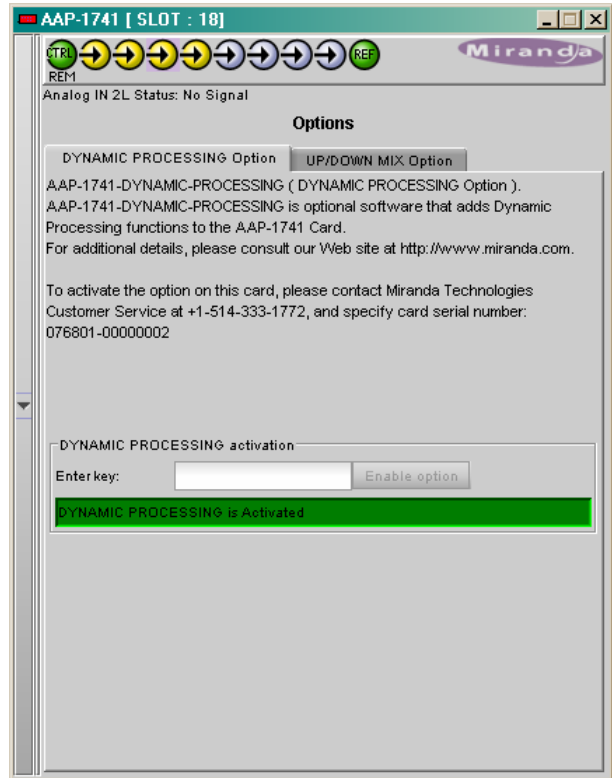 AAP-1741 [ SLOT : 18]
CTRL
REF
Miranda
REM
Analog IN 2L Status: No Signal
Options
DYNAMIC PROCESSING Option
UP/DOWN MIX Option
AAP-1741-DYNAMIC-PROCESSING ( DYNAMIC PROCESSING Option ).
AAP-1741-DYNAMIC-PROCESSING is optional software that adds Dynamic
Processing functions to the AAP-1741 Card.
For additional details, please consult our Web site at http://www.miranda.com.
To activate the option on this card, please contact Miranda Technologies
Customer Service at +1-514-333-1772, and specify card serial number:
076801-00000002
DYNAMIC PROCESSING activation
Enter key:
Enable option
DYNAMIC PROCESSING is Activated